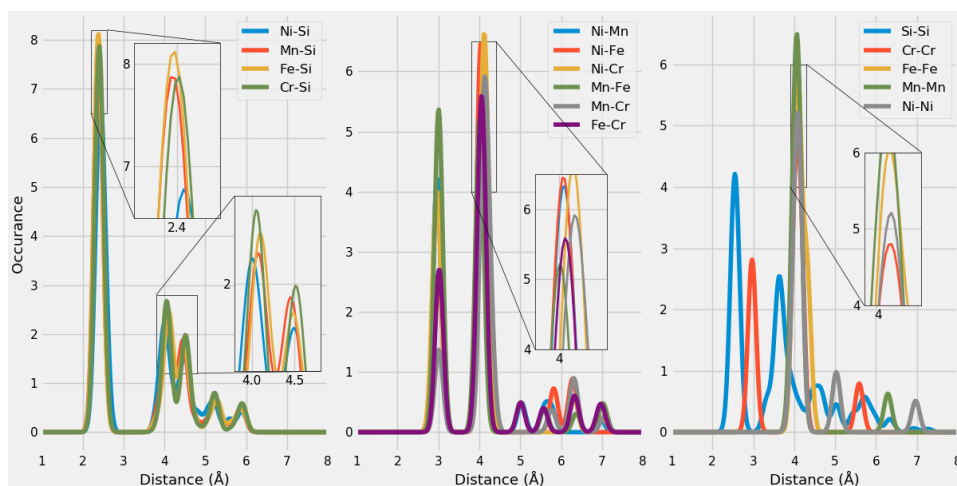 Occurance
8
7
6
5
4
3
2
1
0
Ni-Si
Mn-Si
Fe-Si
Cr-Si
8
7
2.4
2
4.0 4.5
1 2 3 4 5 6 7 8
Distance (Å)
6
5
4
3
2
1
0
Ni-Mn
Ni-Fe
Ni-Cr
Mn-Fe
Mn-Cr
Fe-Cr
6
5
4
4
1 2 3 4 5 6 7 8
Distance (Å)
6
5
4
3
2
1
0
Si-Si
Cr-Cr
Fe-Fe
Mn-Mn
Ni-Ni
6
5
4
4
1 2 3 4 5 6 7 8
Distance (Å)